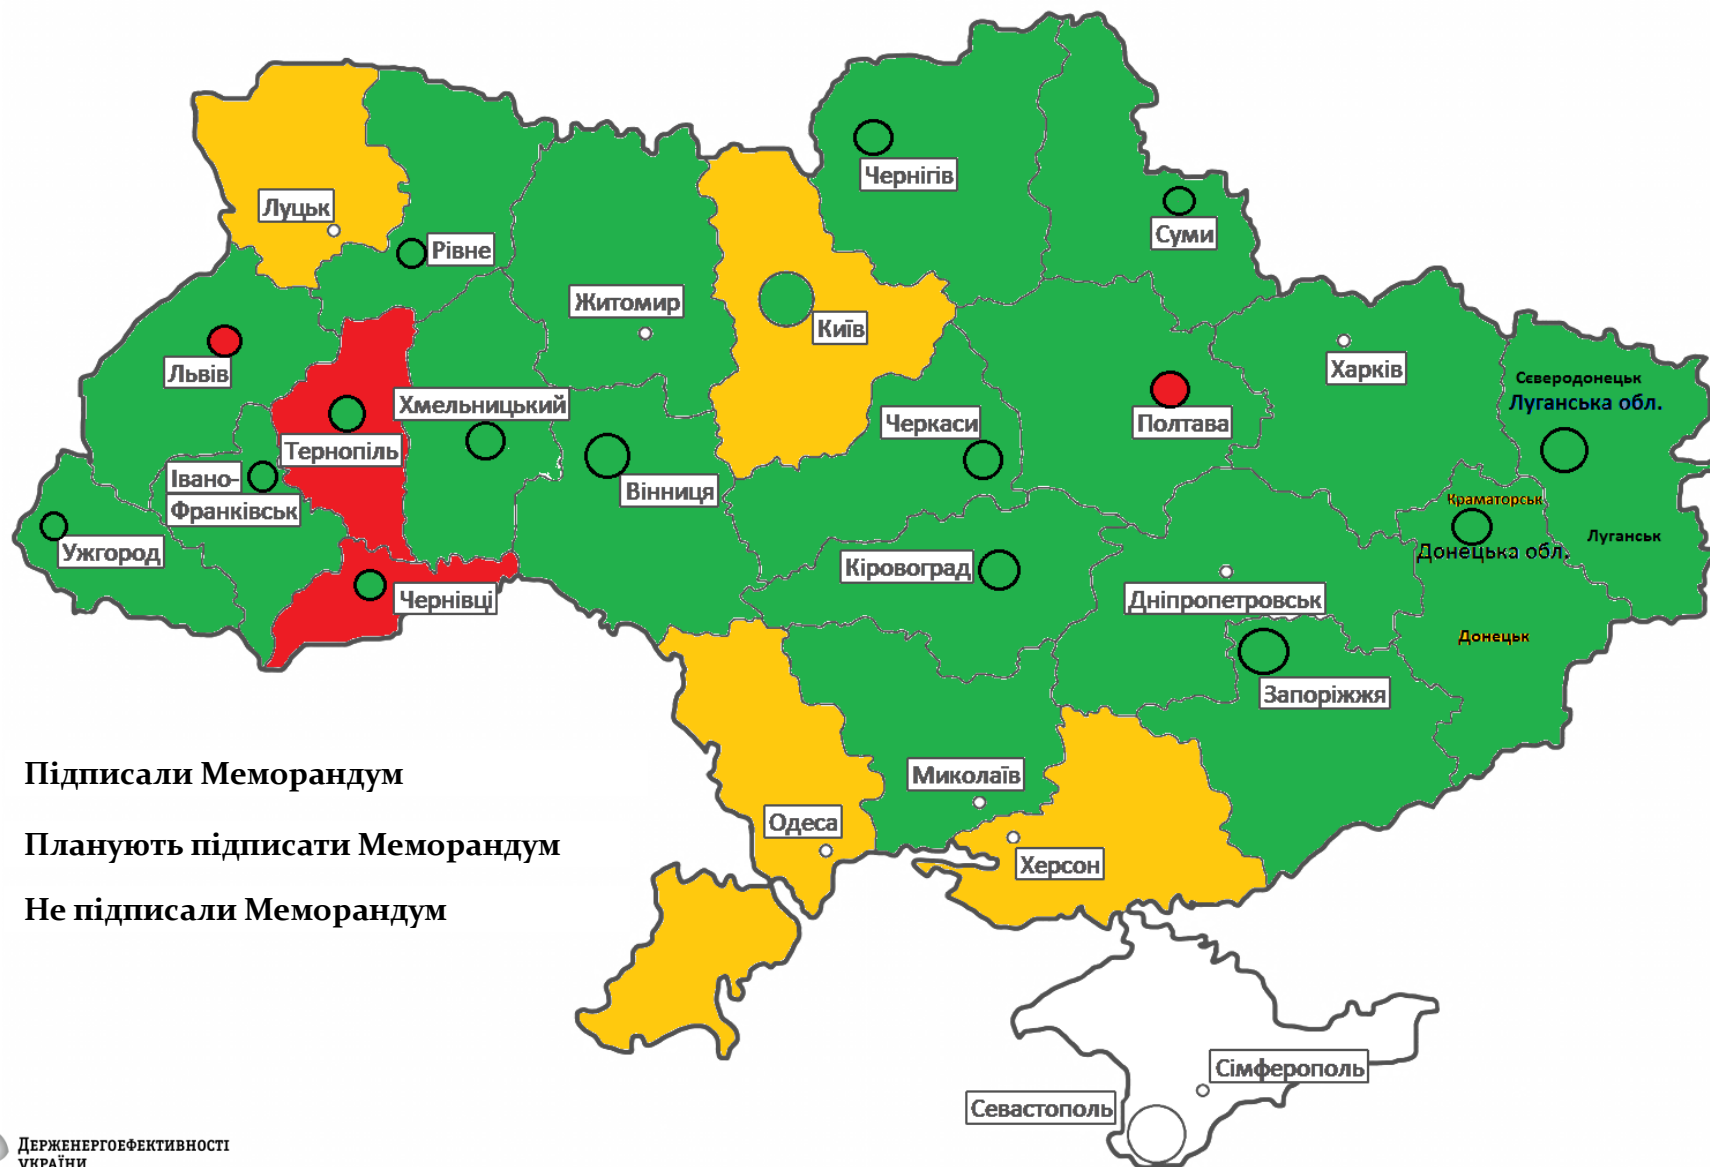 Чернігів
Суми
Луцьк
Рівне
Житомир
Київ
Львів
Хмельницький
Тернопіль
Івано-
Франківськ
Ужгород
Чернівці
Вінниця
Черкаси
Полтава
Харків
Сєверодонецьк
Луганська обл.
Краматорськ
Донецька обл.
Луганськ
Кіровоград
Дніпропетровськ
Донецьк
Запоріжжя
Миколаїв
Одеса
Херсон
Підписали Меморандум
Планують підписати Меморандум
Не підписали Меморандум
Сімферополь
Севастополь
ДЕРЖЕНЕРГОЕФЕКТИВНОСТІ
УКРАЇНИ